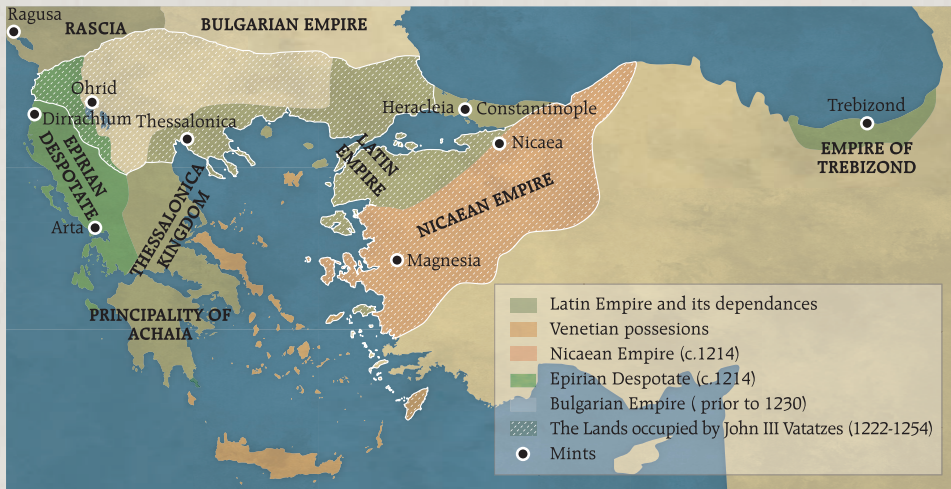 Ragusa
RASCIA
BULGARIAN EMPIRE
Ohrid
Dirrachium
Thessalonica
Heracleia
Constantinople
Trebizond
Nicaea
EMPIRE OF
TREBIZOND
LATIN
EMPIRE
EPIRIAN
DESPOTATE
THESSALONICA
KINGDOM
NICAEAN EMPIRE
Arta
Magnesia
PRINCIPALITY OF
ACHAIA
Latin Empire and its dependances
Venetian possesions
Nicaean Empire (c.1214)
Epirian Despotate (c.1214)
Bulgarian Empire ( prior to 1230)
The Lands occupied by John III Vatatzes (1222-1254)
Mints